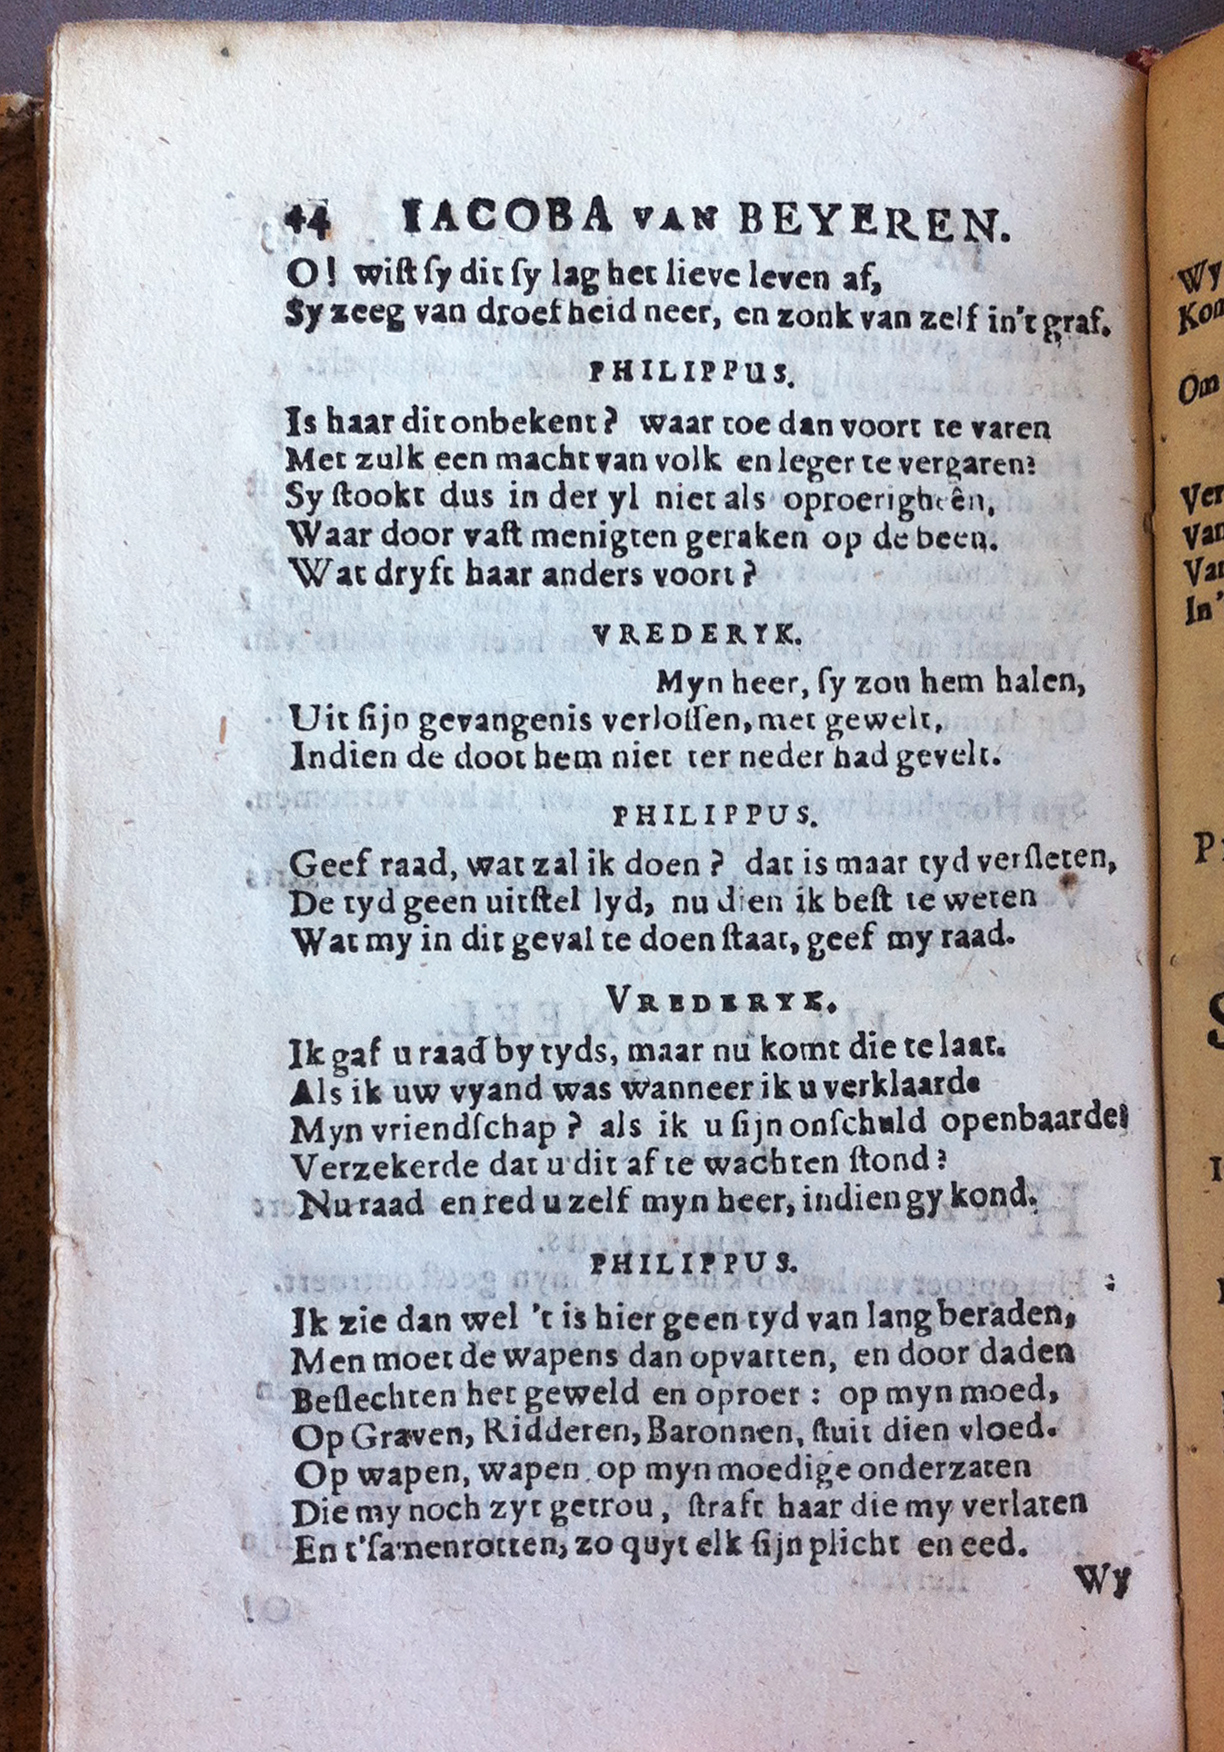 44 IACOBA VAN BEYEREN.
O! wiſt ſy dit ſy lag het lieve leven af,
Sy zeeg van droefheid neer, en zonk van zelf in't graf.
PHILIPPUS.
Is haar dit onbekent? waar toe dan voort te varen
Met zulk een macht van volk en leger te vergaren?
Sy ſtookt dus in der yl niet als oproerigheên,
Waar door vaſt menigten geraken op de been.
Wat dryft haar anders voort?
VREDERYK.
Myn heer, ſy zou hem halen,
Uit ſijn gevangenis verloſſen, met gewelt,
Indien de doot hem niet ter neder had gevelt.
PHILIPPUS.
Geef raad, wat zal ik doen? dat is maar tyd verſleten,
De tyd geen uitſtel lyd, nu dien ik beſt te weten
Wat my in dit geval te doen ſtaat, geef my raad.
VREDERYK.
Ik gaf u raad by tyds, maar nu komt die te laat.
Als ik uw vyand was wanneer ik u verklaarde
Myn vriendſchap? als ik u ſijn onſchuld openbaarde?
Verzekerde dat u dit af te wachten ſtond?
Nu raad en red u zelf myn heer, indien gy kond.
PHILIPPUS.
Ik zie dan wel 't is hier geen tyd van lang beraden,
Men moet de wapens dan opvatten, en door daden
Beſlechten het geweld en oproer: op myn moed,
Op Graven, Ridderen, Baronnen, ſtuit dien vloed.
Op wapen, wapen op myn moedige onderzaten
Die my noch zyt getrou, ſtraft haar die my verlaten
En t'ſamenrotten, zo quyt elk ſijn plicht en eed.
Wy
Wy
Om
Van
In'